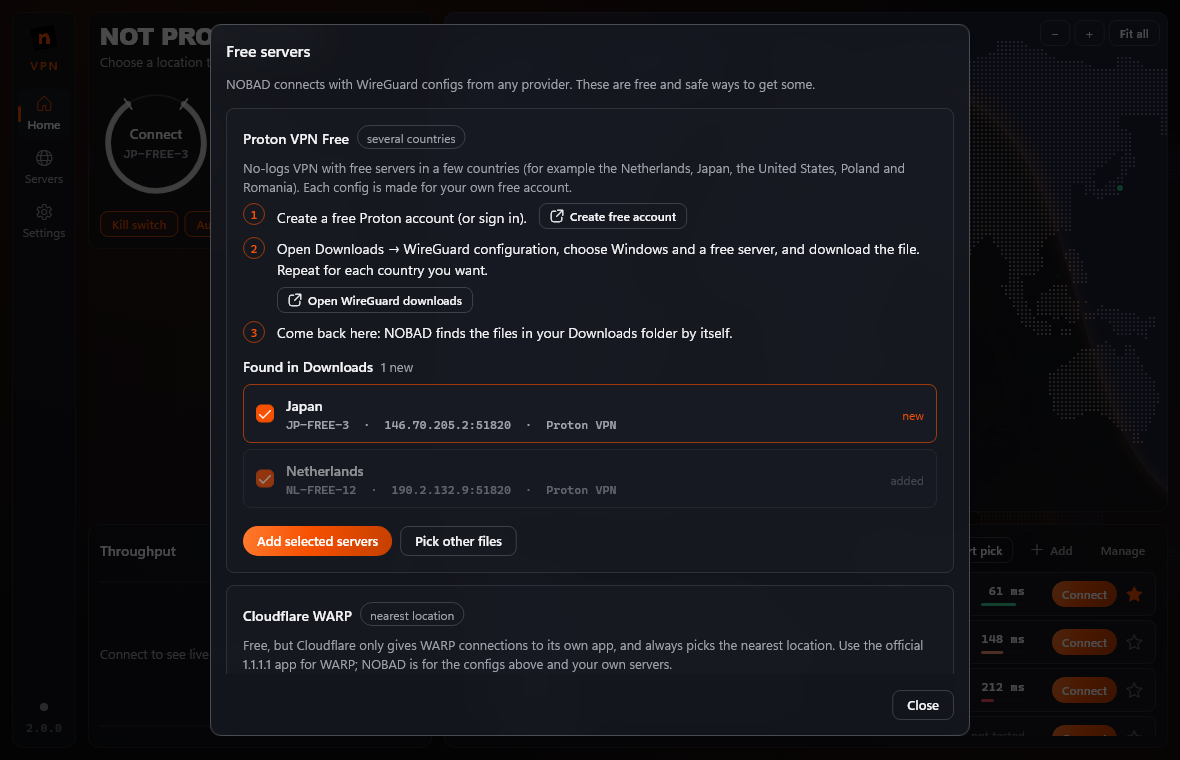 n
VPN
Home
Servers
Settings
2.0.0
NOT PRO
Choose a location t
Connect
JP-FREE-3
Kill switch
Au
Throughput
Connect to see live
−
+
Fit all
Free servers
NOBAD connects with WireGuard configs from any provider. These are free and safe ways to get some.
Proton VPN Free
several countries
No-logs VPN with free servers in a few countries (for example the Netherlands, Japan, the United States, Poland and
Romania). Each config is made for your own free account.
1 Create a free Proton account (or sign in). Create free account
2 Open Downloads → WireGuard configuration, choose Windows and a free server, and download the file.
Repeat for each country you want.
Open WireGuard downloads
3 Come back here: NOBAD finds the files in your Downloads folder by itself.
Found in Downloads 1 new
Japan
JP-FREE-3 · 146.70.205.2:51820 · Proton VPN
new
Netherlands
NL-FREE-12 · 190.2.132.9:51820 · Proton VPN
added
Add selected servers
Pick other files
Cloudflare WARP
nearest location
Free, but Cloudflare only gives WARP connections to its own app, and always picks the nearest location. Use the official
1.1.1.1 app for WARP; NOBAD is for the configs above and your own servers.
Close
rt pick
+ Add
Manage
61 ms Connect
148 ms Connect
212 ms Connect
not tested Connect